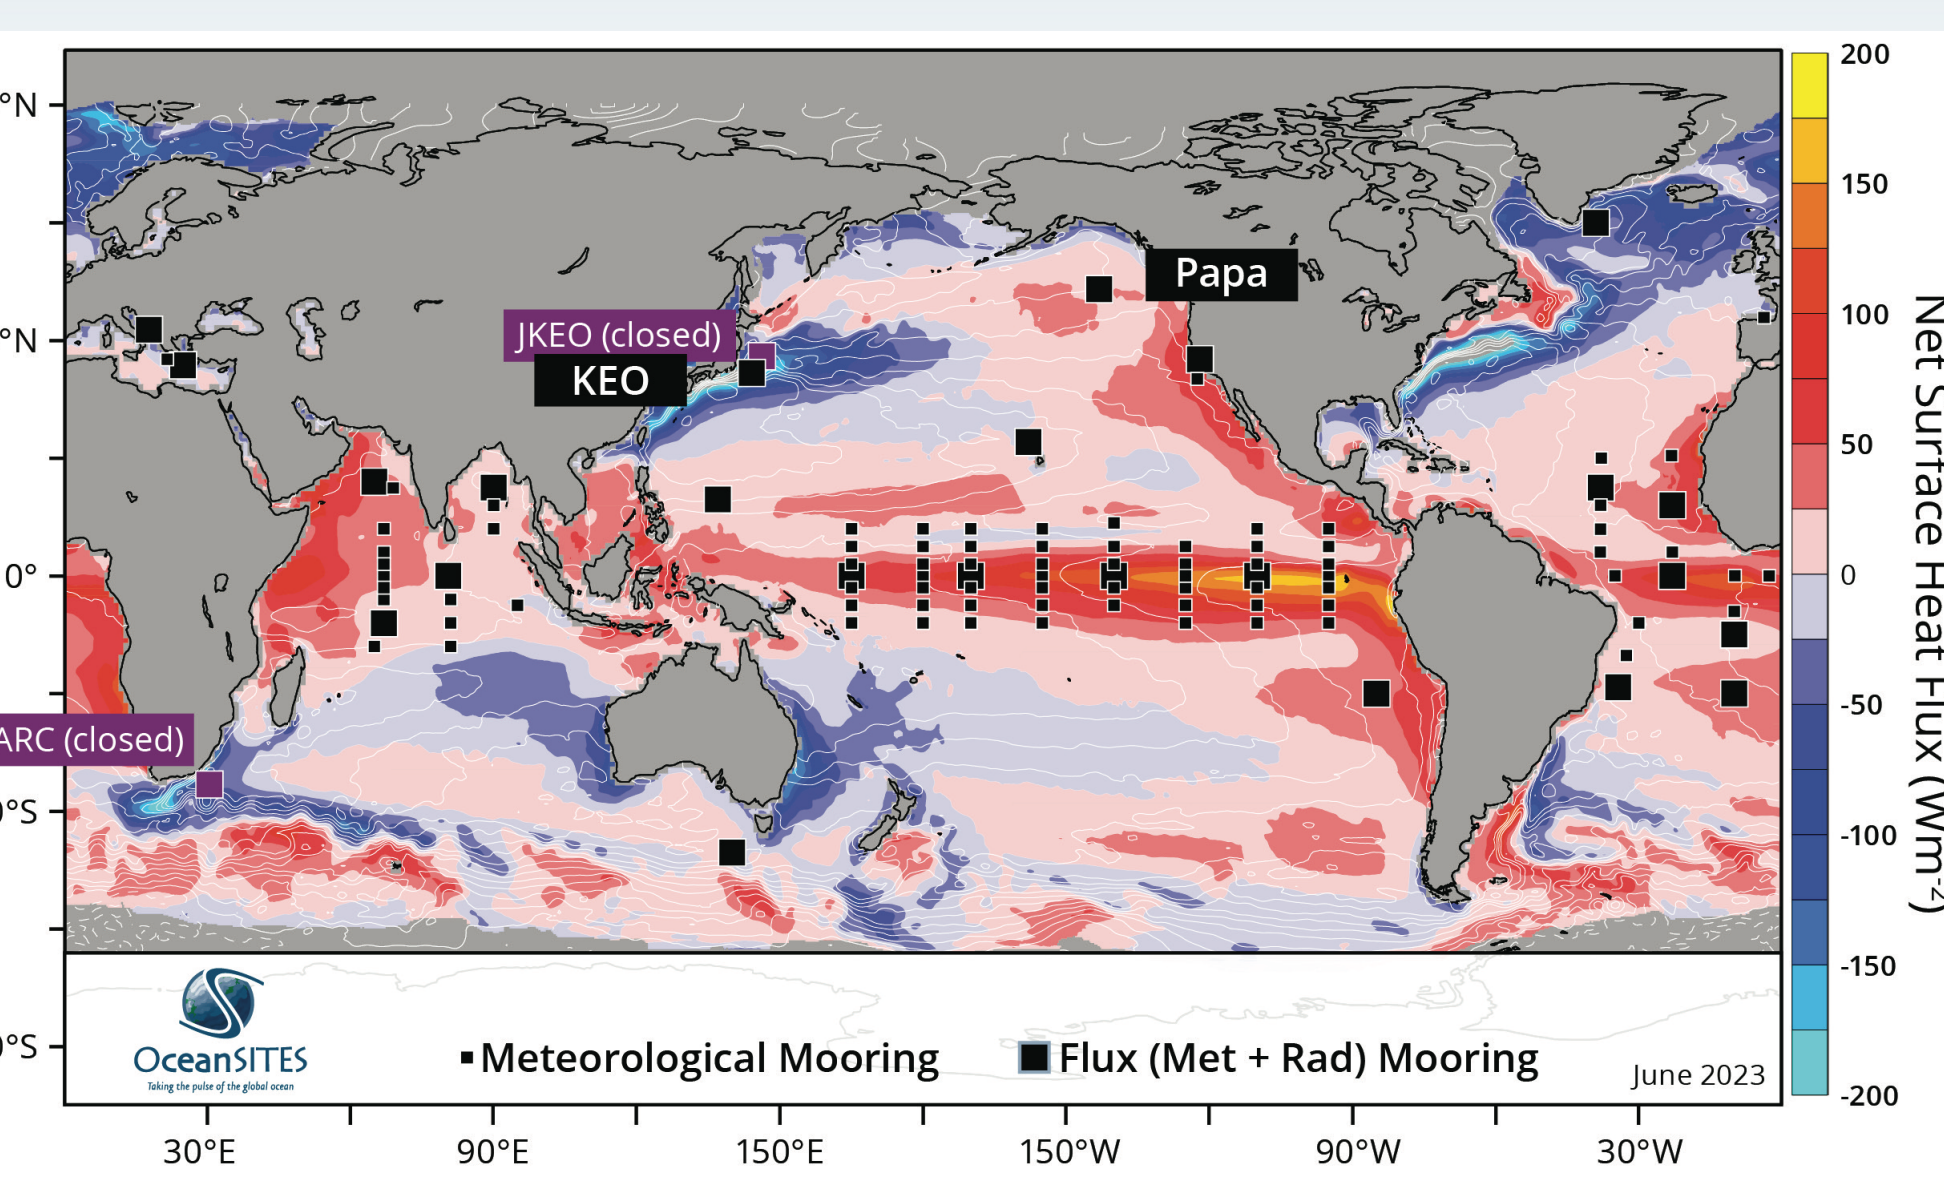 °N
°N
0°
°S
°S
Papa
JKEO (closed)
KEO
ARC (closed)
200
150
100
50
0
-50
-100
-150
-200
Net Surface Heat Flux (Wm-2)
OceanSITES
Taking the pulse of the global ocean
Meteorological Mooring
Flux (Met + Rad) Mooring
June 2023
30°E
90°E
150°E
150°W
90°W
30°W